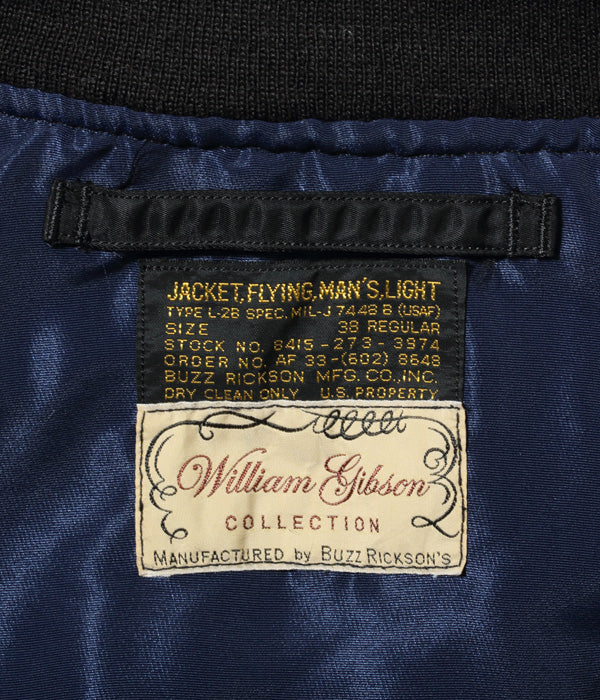 JACKET, FLYING, MAN'S, LIGHT
TYPE L-2B SPEC. MIL-J 7448 B (USAF)
SIZE 38 REGULAR
STOCK NO. 8415-273-3974
ORDER NO. AF 33-(602) 8648
BUZZ RICKSON MFG. CO., INC.
DRY CLEAN ONLY U.S. PROPERTY
William Gibson
COLLECTION
MANUFACTURED by BUZZ RICKSON'S